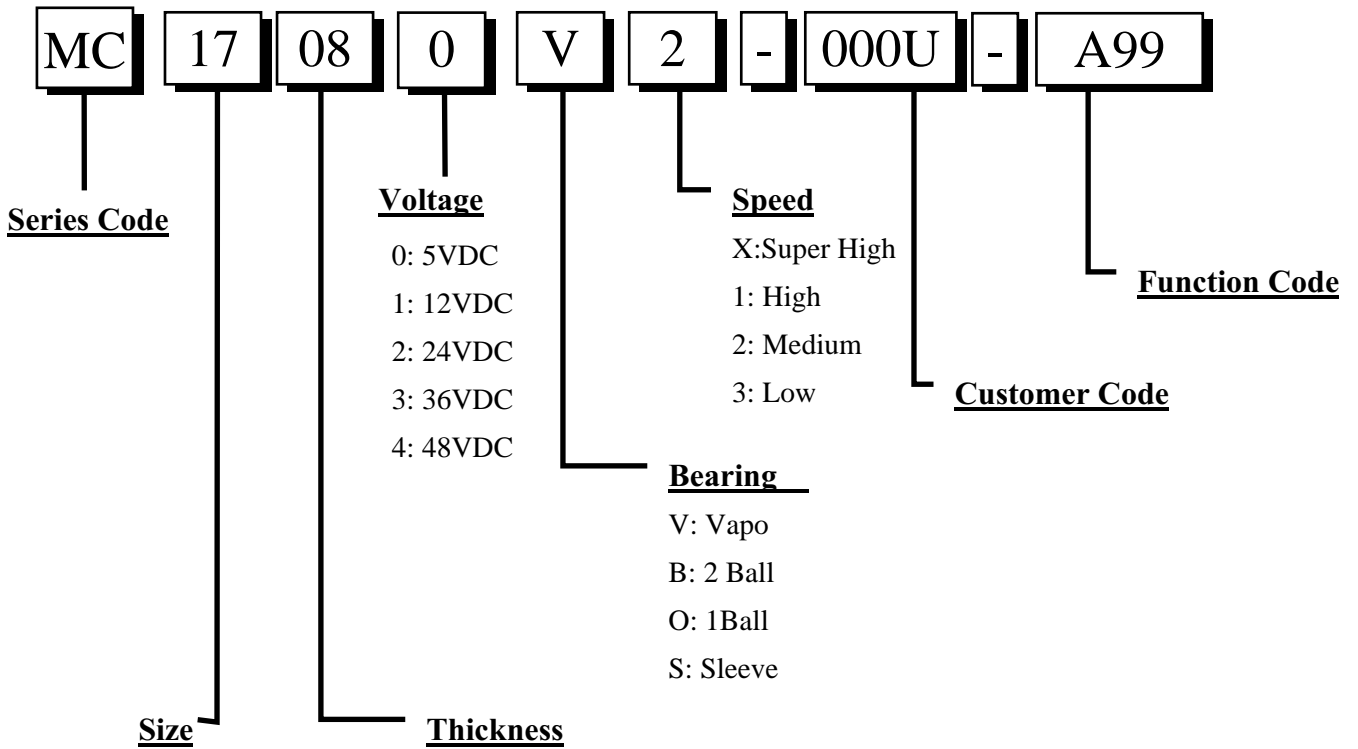 MC 17 08 0 V 2 - 000U - A99
Series Code
Voltage
0: 5VDC
1: 12VDC
2: 24VDC
3: 36VDC
4: 48VDC
Speed
X:Super High
1: High
2: Medium
3: Low
Function Code
Customer Code
Bearing
V: Vapo
B: 2 Ball
O: 1Ball
S: Sleeve
Size
Thickness